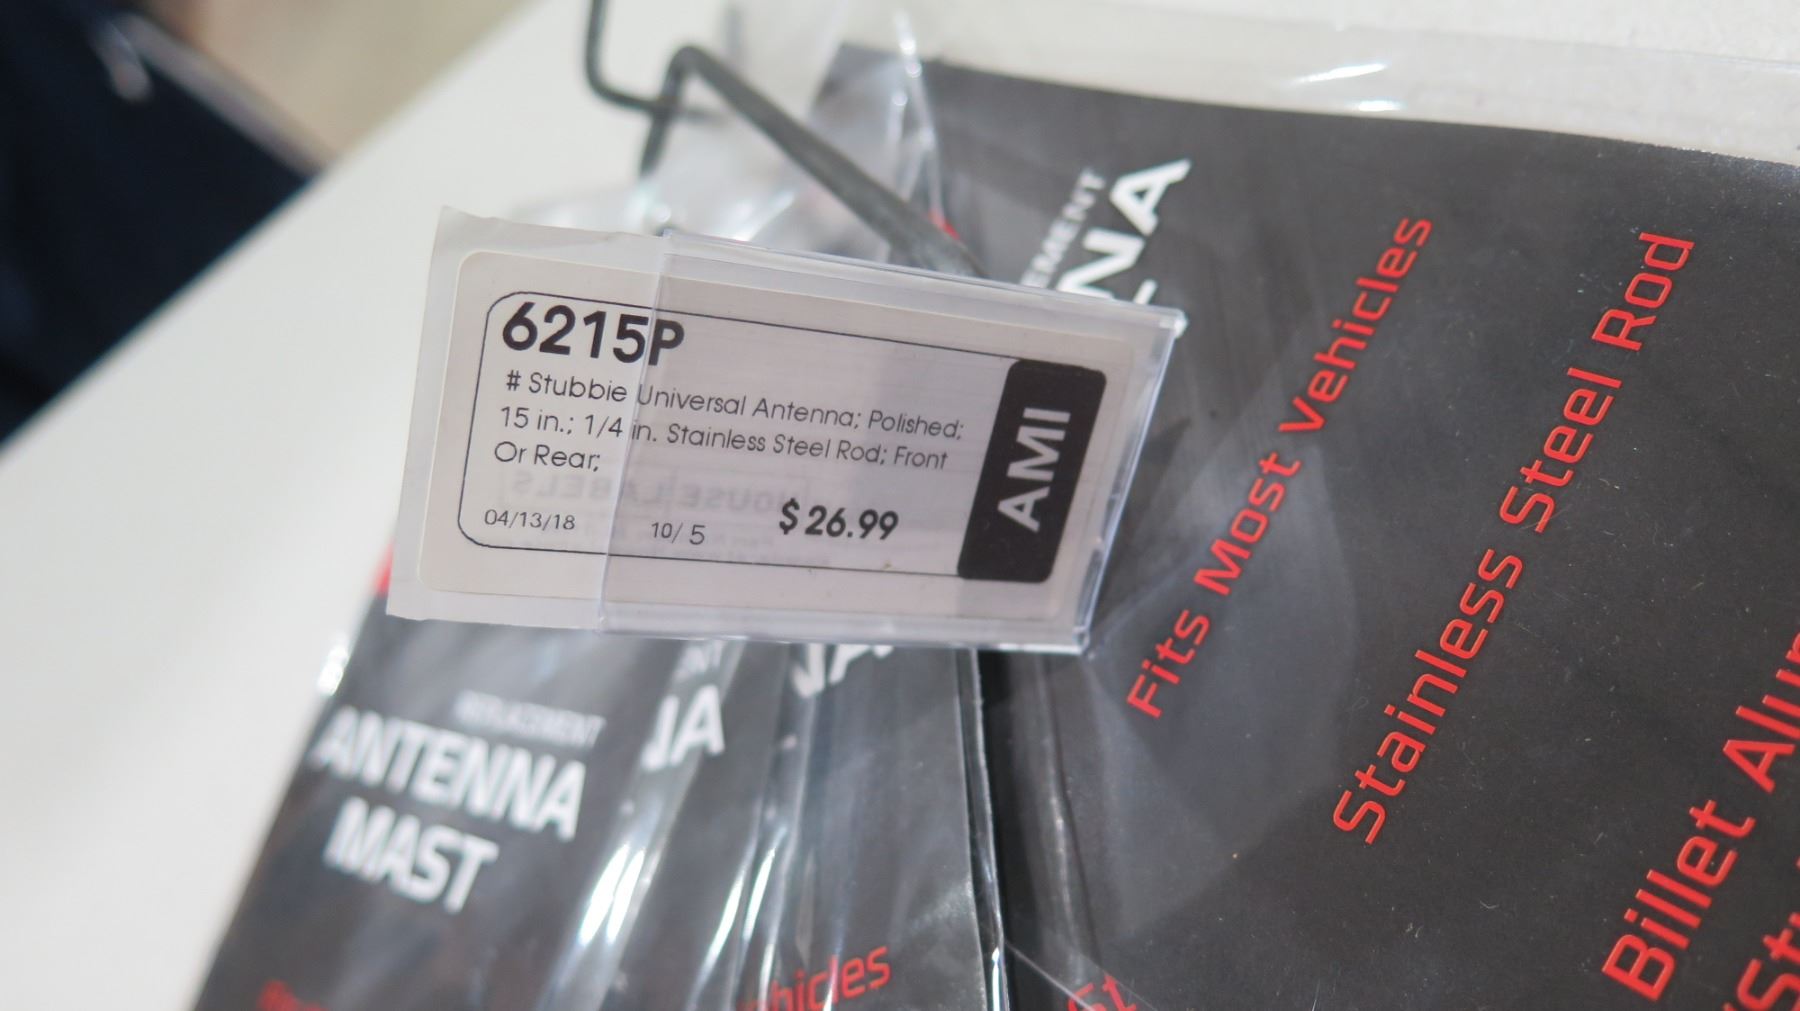 6215P
# Stubbie Universal Antenna; Polished;
15 in.; 1/4 in. Stainless Steel Rod; Front
Or Rear;
04/13/18 10/ 5 $26.99
AMI
Fits Most Vehicles
Stainless Steel Rod
Billet
REPLACEMENT
ANTENNA
MAST